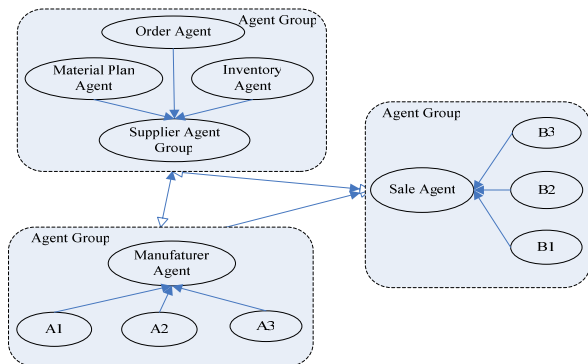 Agent Group
Order Agent
Material Plan
Agent
Inventory
Agent
Supplier Agent
Group
Agent Group
B3
Sale Agent
B2
B1
Agent Group
Manufaturer
Agent
A1
A2
A3